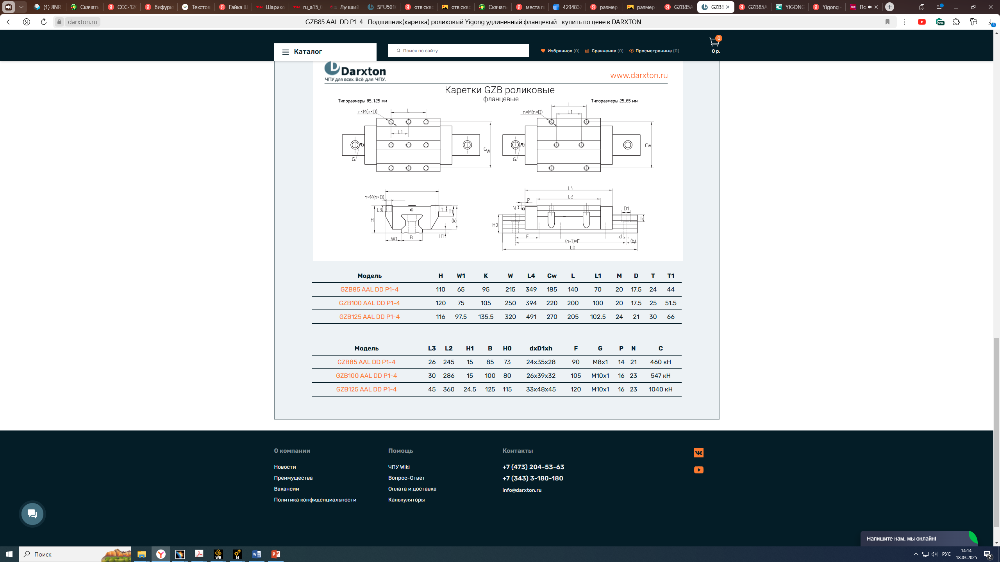 (1) JINR
Скачать
ССС-120
бифурка
Текстов
Гайка Ш
Шарико
ru_a15_
Лучший
SFU5010
отв скво
отв скво
Скачать
места п
4294837
размер
размер
GZB85A
GZB8
GZB85A
YIGONG
Yigong -
По
darxton.ru
GZB85 AAL DD P1-4 - Подшипник(каретка) роликовый Yigong удлиненный фланцевый - купить по цене в DARXTON
99+
4
Каталог
Поиск по сайту
Избранное (0)
Сравнение (0)
Просмотренные (0)
0
0 р.
Darxton
ЧПУ для всех. Всё для ЧПУ.
www.darxton.ru
Каретки GZB роликовые
фланцевые
Типоразмеры 85..125 мм
Типоразмеры 25..65 мм
n×M(n×D) L L1 CW G
n×M(n×D) L L1 Cw G
n×M(n×D) L3 H T T1 (k) H1 W1 B
L4 L2 P N D1 h H0 F d (n-1)×F (b) L0
Модель H W1 K W L4 Cw L L1 M D T T1
GZB85 AAL DD P1-4 110 65 95 215 349 185 140 70 20 17.5 24 44
GZB100 AAL DD P1-4 120 75 105 250 394 220 200 100 20 17.5 25 51.5
GZB125 AAL DD P1-4 116 97.5 135.5 320 491 270 205 102.5 24 21 30 66
Модель L3 L2 H1 B H0 dxD1xh F G P N C
GZB85 AAL DD P1-4 26 245 15 85 73 24x35x28 90 M8x1 14 21 460 кН
GZB100 AAL DD P1-4 30 286 15 100 80 26x39x32 105 M10x1 16 23 547 кН
GZB125 AAL DD P1-4 45 360 24.5 125 115 33x48x45 120 M10x1 16 23 1040 кН
О компании
Новости
Преимущества
Вакансии
Политика конфиденциальности
Помощь
ЧПУ Wiki
Вопрос-Ответ
Оплата и доставка
Калькуляторы
Контакты
+7 (473) 204-53-63
+7 (343) 3-180-180
info@darxton.ru
Напишите нам, мы онлайн!
Поиск
WB
M
РУС
14:14
18.03.2025
2